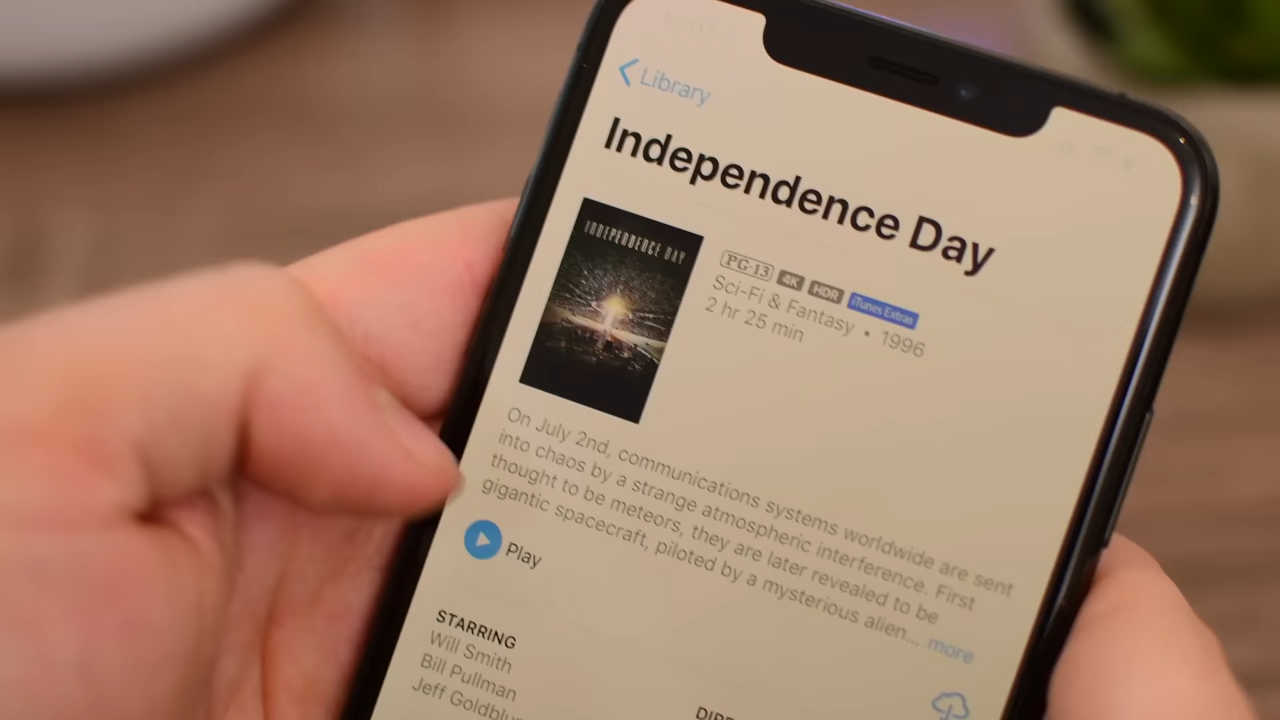 Library
Independence Day
INDEPENDENCE DAY
PG-13 4K HDR iTunes Extras
Sci-Fi & Fantasy • 1996
2 hr 25 min
On July 2nd, communications systems worldwide are sent
into chaos by a strange atmospheric interference. First
thought to be meteors, they are later revealed to be
gigantic spacecraft, piloted by a mysterious alien... more
Play
STARRING
Will Smith
Bill Pullman
Jeff